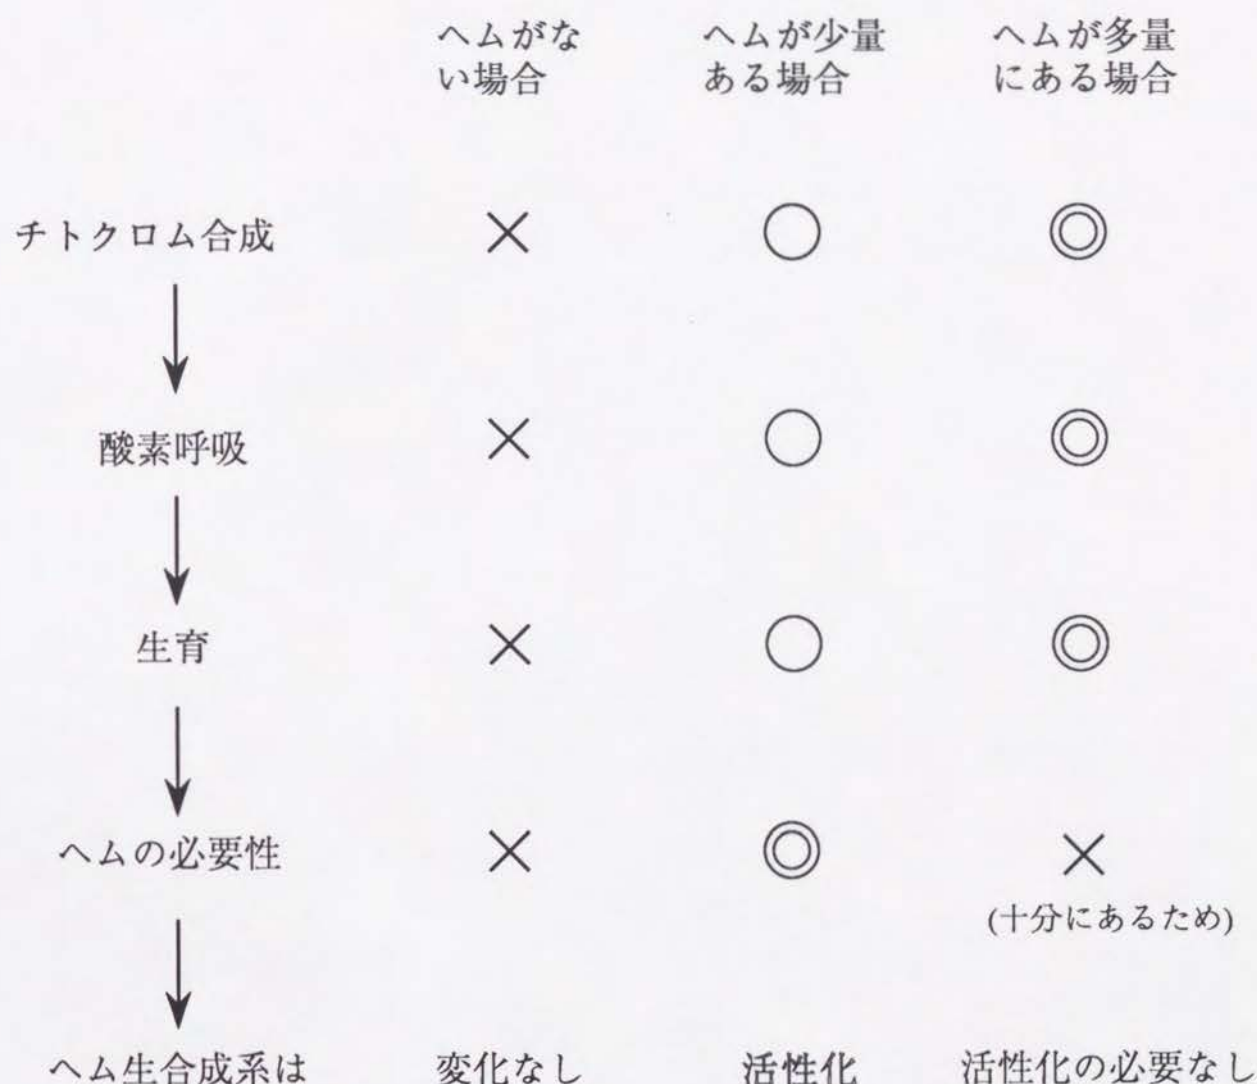 ヘムがな
い場合
ヘムが少量
ある場合
ヘムが多量
にある場合
チトクロム合成 × ○ ◎
酸素呼吸 × ○ ◎
生育 × ○ ◎
ヘムの必要性 × ◎ ×
(十分にあるため)
ヘム生合成系は 変化なし 活性化 活性化の必要なし